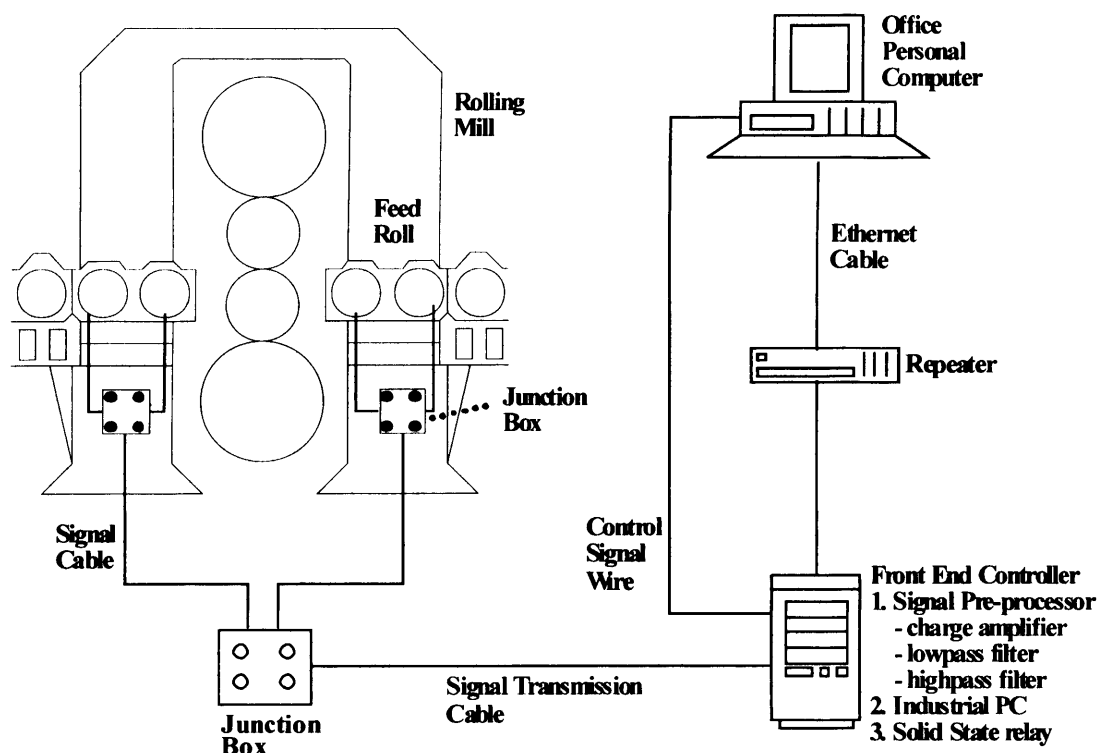 Office
Personal
Computer
Rolling
Mill
Feed
Roll
Ethernet
Cable
Repeater
Junction
Box
Signal
Cable
Control
Signal
Wire
Front End Controller
1. Signal Pre-processor
- charge amplifier
- lowpass filter
- highpass filter
2. Industrial PC
3. Solid State relay
Signal Transmission
Cable
Junction
Box